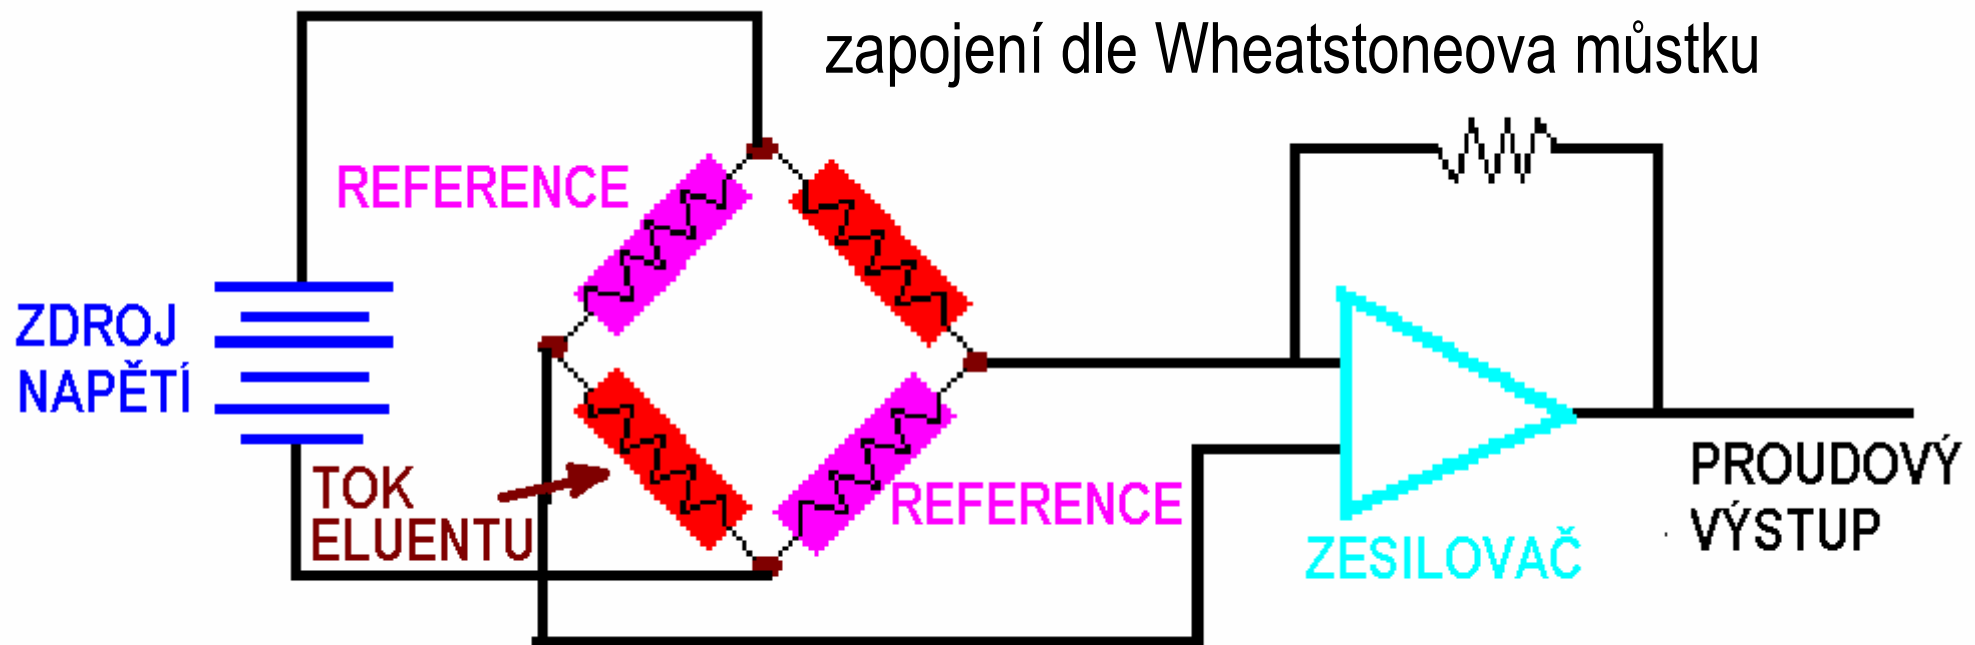 zapojení dle Wheatstoneova můstku
REFERENCE
ZDROJ
NAPĚTÍ
TOK
ELUENTU
REFERENCE
ZESILOVAČ
PROUDOVÝ
VÝSTUP